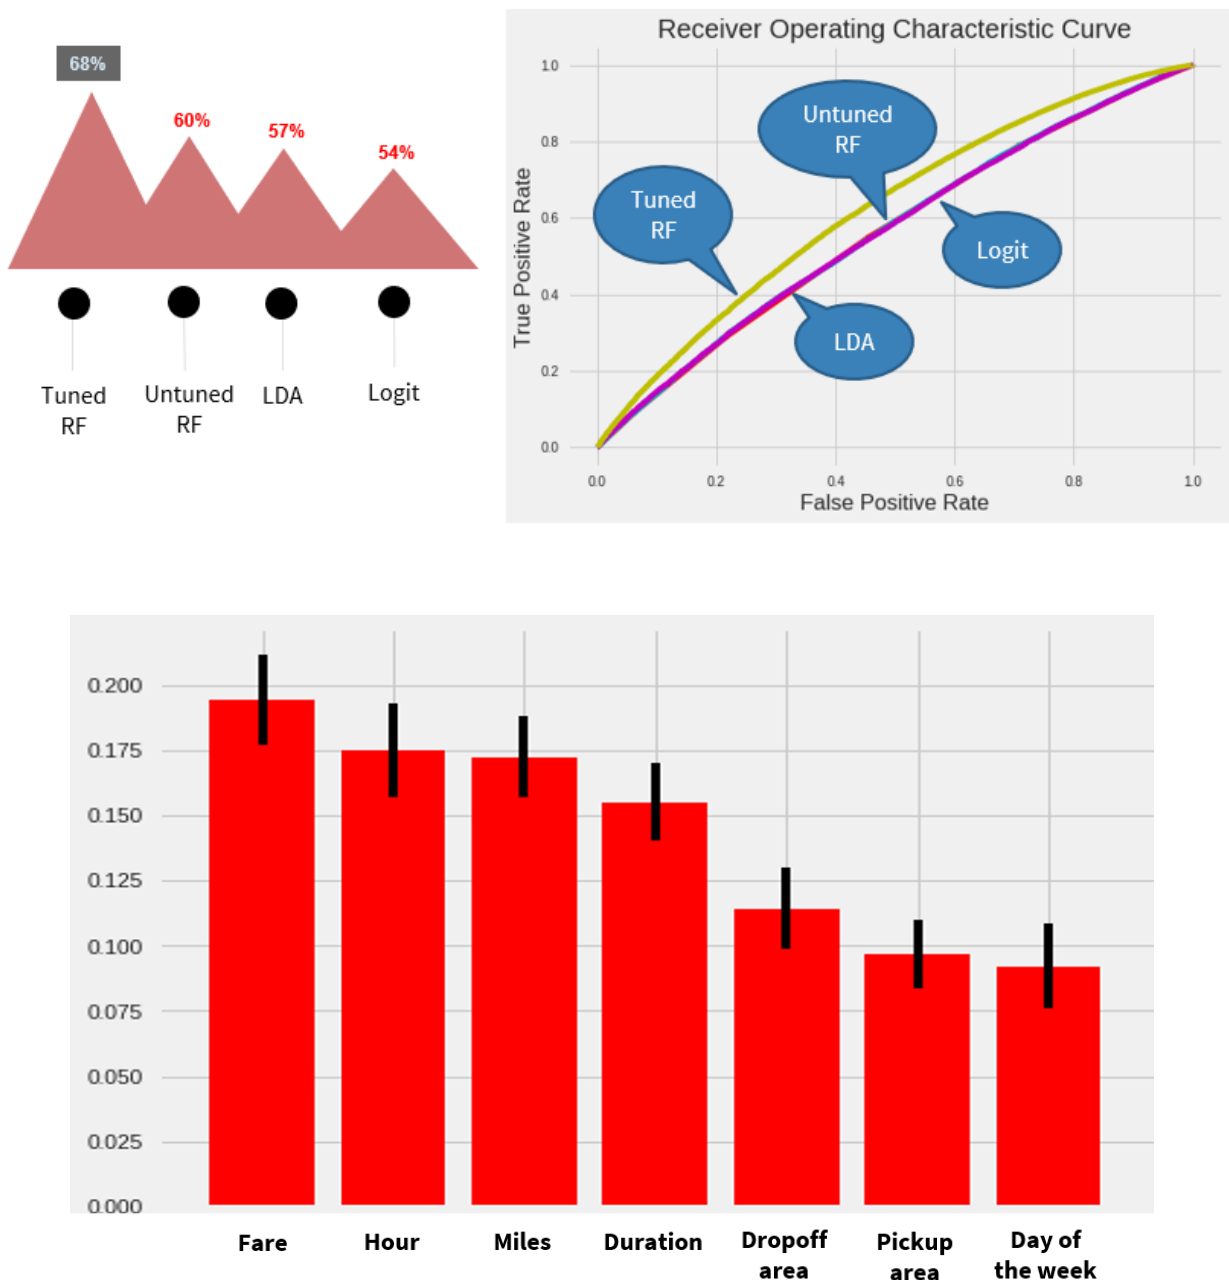 68%
60%
57%
54%
Tuned
RF
Untuned
RF
LDA
Logit
Receiver Operating Characteristic Curve
True Positive Rate
1.0
0.8
0.6
0.4
0.2
0.0
Untuned
RF
Tuned
RF
Logit
LDA
0.0 0.2 0.4 0.6 0.8 1.0
False Positive Rate
0.200
0.175
0.150
0.125
0.100
0.075
0.050
0.025
0.000
Fare
Hour
Miles
Duration
Dropoff
area
Pickup
area
Day of
the week